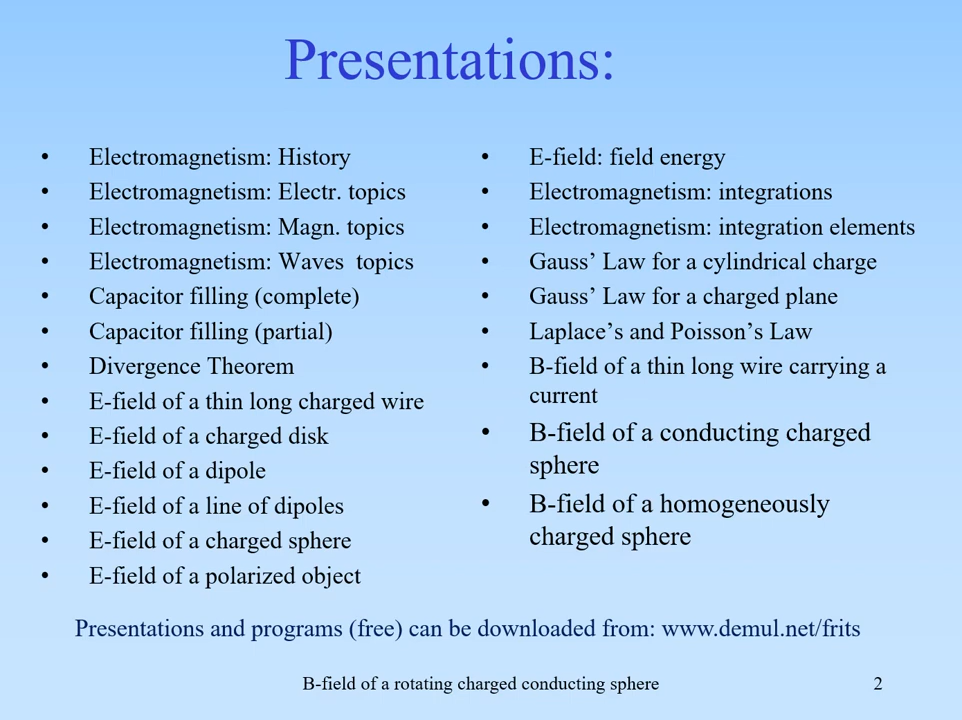 Presentations:
• Electromagnetism: History
• Electromagnetism: Electr. topics
• Electromagnetism: Magn. topics
• Electromagnetism: Waves  topics
• Capacitor filling (complete)
• Capacitor filling (partial)
• Divergence Theorem
• E-field of a thin long charged wire
• E-field of a charged disk
• E-field of a dipole
• E-field of a line of dipoles
• E-field of a charged sphere
• E-field of a polarized object
• E-field: field energy
• Electromagnetism: integrations
• Electromagnetism: integration elements
• Gauss’ Law for a cylindrical charge
• Gauss’ Law for a charged plane
• Laplace’s and Poisson’s Law
• B-field of a thin long wire carrying a
current
• B-field of a conducting charged
sphere
• B-field of a homogeneously
charged sphere
Presentations and programs (free) can be downloaded from: www.demul.net/frits
B-field of a rotating charged conducting sphere
2